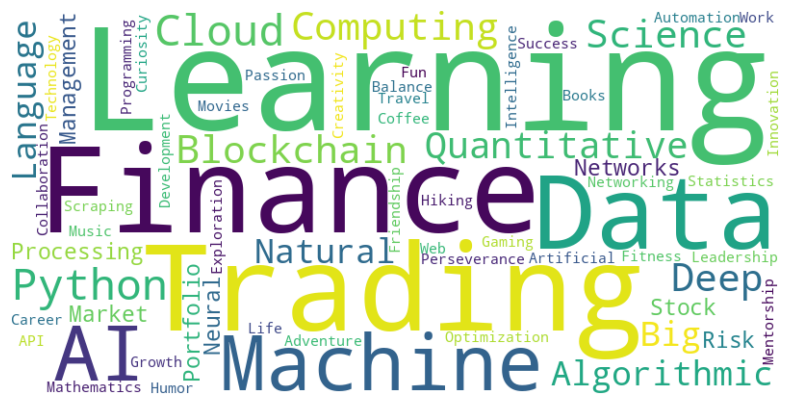 Learning
Finance
Trading
Data
Machine
AI
Cloud
Computing
Science
Language
Management
Technology
Programming
Curiosity
Passion
Movies
Creativity
Fun
Balance
Travel
Coffee
Success
Intelligence
Books
Automation
Work
Innovation
Blockchain
Quantitative
Networks
Networking
Statistics
Collaboration
Development
Scraping
Music
Friendship
Hiking
Exploration
Processing
Natural
Web
Gaming
Perseverance
Artificial
Fitness
Leadership
Python
Market
Portfolio
Neural
Deep
Stock
Big
Risk
Mentorship
Career
API
Growth
Mathematics
Humor
Life
Adventure
Optimization
Algorithmic